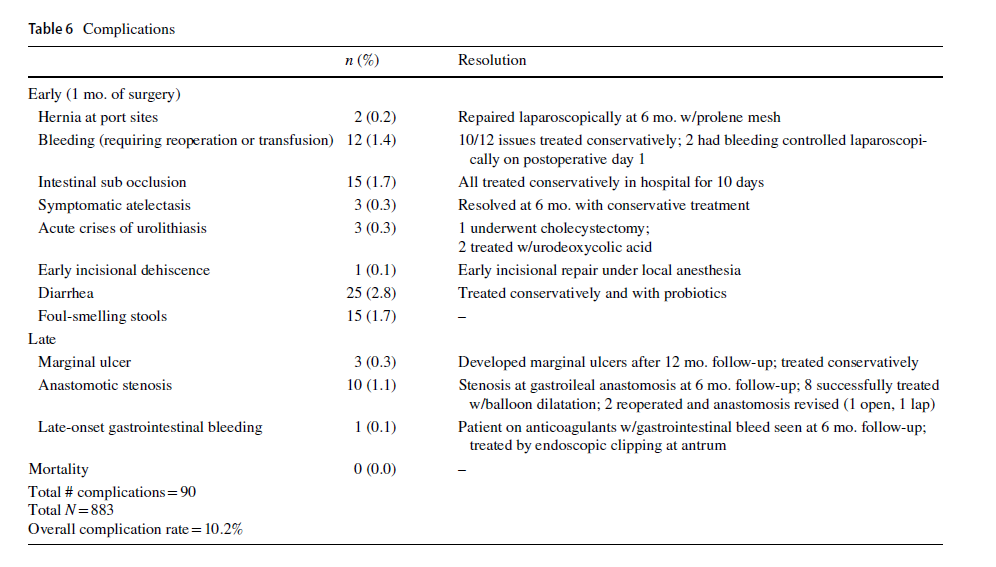 Table 6 Complications
n (%) Resolution
Early (1 mo. of surgery)
Hernia at port sites 2 (0.2) Repaired laparoscopically at 6 mo. w/prolene mesh
Bleeding (requiring reoperation or transfusion) 12 (1.4) 10/12 issues treated conservatively; 2 had bleeding controlled laparoscopi-
cally on postoperative day 1
Intestinal sub occlusion 15 (1.7) All treated conservatively in hospital for 10 days
Symptomatic atelectasis 3 (0.3) Resolved at 6 mo. with conservative treatment
Acute crises of urolithiasis 3 (0.3) 1 underwent cholecystectomy;
2 treated w/urodeoxycolic acid
Early incisional dehiscence 1 (0.1) Early incisional repair under local anesthesia
Diarrhea 25 (2.8) Treated conservatively and with probiotics
Foul-smelling stools 15 (1.7) –
Late
Marginal ulcer 3 (0.3) Developed marginal ulcers after 12 mo. follow-up; treated conservatively
Anastomotic stenosis 10 (1.1) Stenosis at gastroileal anastomosis at 6 mo. follow-up; 8 successfully treated
w/balloon dilatation; 2 reoperated and anastomosis revised (1 open, 1 lap)
Late-onset gastrointestinal bleeding 1 (0.1) Patient on anticoagulants w/gastrointestinal bleed seen at 6 mo. follow-up;
treated by endoscopic clipping at antrum
Mortality 0 (0.0) –
Total # complications = 90
Total N = 883
Overall complication rate = 10.2%